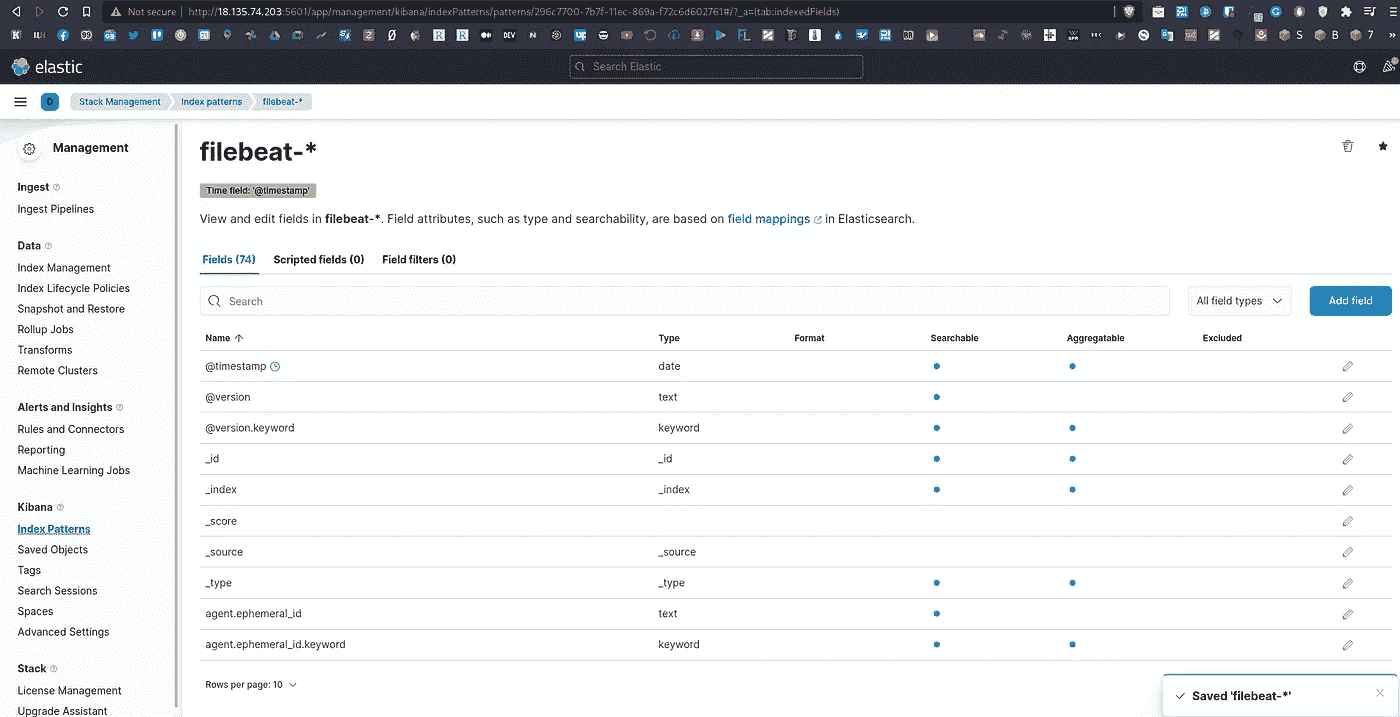 Not secure | http://18.135.74.203:5601/app/management/kibana/indexPatterns/patterns/296c7700-7b7f-11ec-869a-f72c6d602761#/?_a=(tab:indexedFields)
DEV
elastic
Search Elastic
D
Stack Management
Index patterns
filebeat-*
Management
Ingest
Ingest Pipelines
Data
Index Management
Index Lifecycle Policies
Snapshot and Restore
Rollup Jobs
Transforms
Remote Clusters
Alerts and Insights
Rules and Connectors
Reporting
Machine Learning Jobs
Kibana
Index Patterns
Saved Objects
Tags
Search Sessions
Spaces
Advanced Settings
Stack
License Management
Upgrade Assistant
filebeat-*
Time field: '@timestamp'
View and edit fields in filebeat-*. Field attributes, such as type and searchability, are based on field mappings in Elasticsearch.
Fields (74) Scripted fields (0) Field filters (0)
Search
All field types
Add field
Name Type Format Searchable Aggregatable Excluded
@timestamp date
@version text
@version.keyword keyword
_id _id
_index _index
_score
_source _source
_type _type
agent.ephemeral_id text
agent.ephemeral_id.keyword keyword
Rows per page: 10
Saved 'filebeat-*'